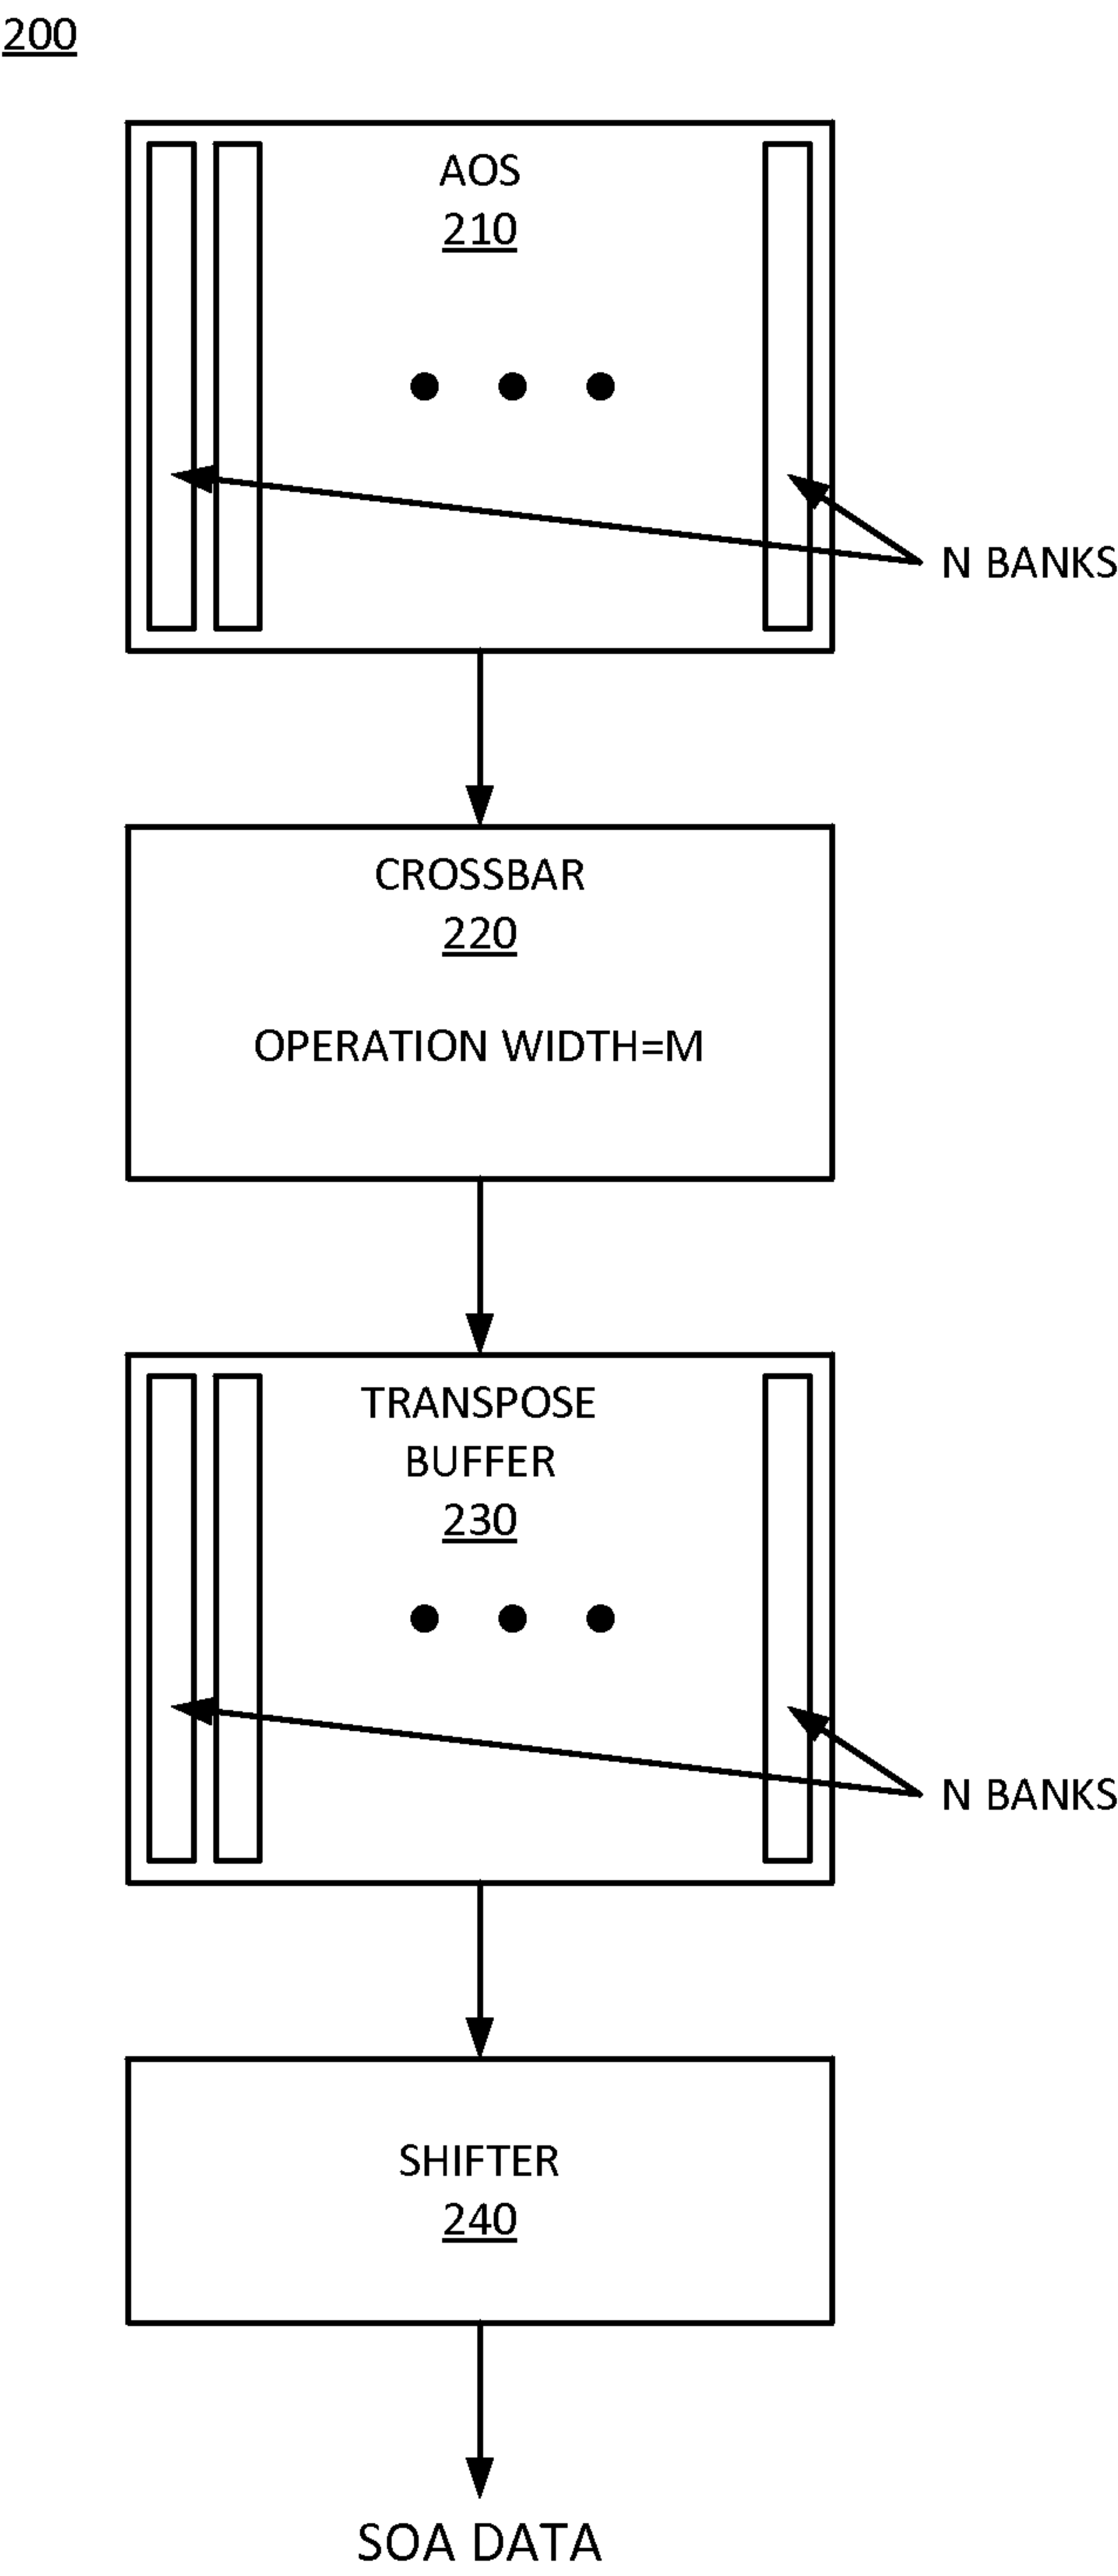 200
AOS
210
N BANKS
CROSSBAR
220
OPERATION WIDTH=M
TRANSPOSE
BUFFER
230
N BANKS
SHIFTER
240
SOA DATA